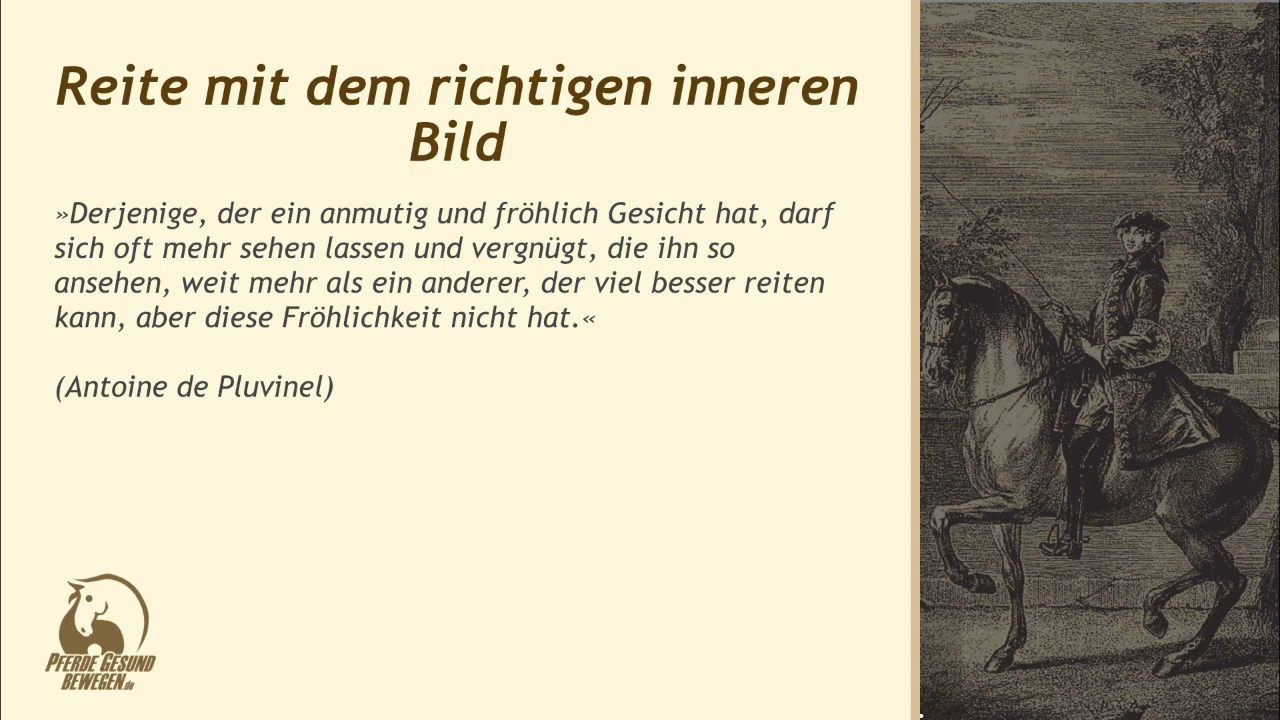 Reite mit dem richtigen inneren
Bild
»Derjenige, der ein anmutig und fröhlich Gesicht hat, darf
sich oft mehr sehen lassen und vergnügt, die ihn so
ansehen, weit mehr als ein anderer, der viel besser reiten
kann, aber diese Fröhlichkeit nicht hat.«
(Antoine de Pluvinel)
PFERDE GESUND
BEWEGEN.de